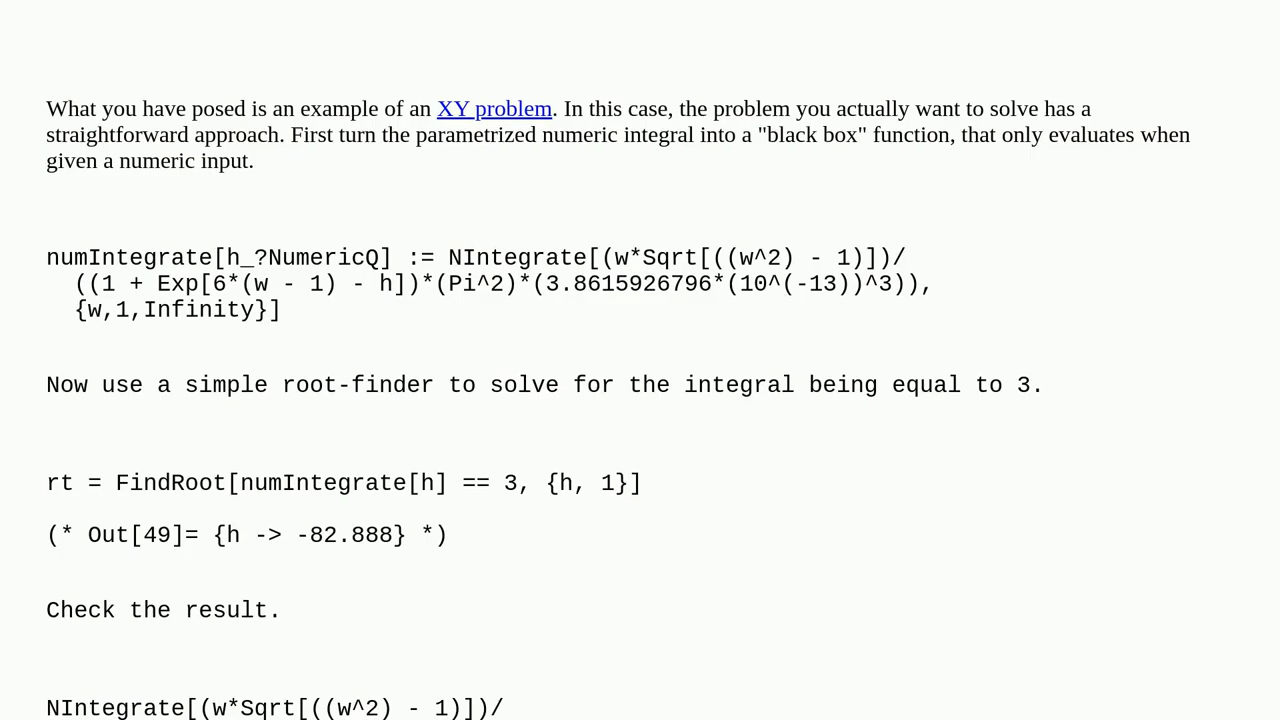 What you have posed is an example of an XY problem. In this case, the problem you actually want to solve has a
straightforward approach. First turn the parametrized numeric integral into a "black box" function, that only evaluates when
given a numeric input.
numIntegrate[h_?NumericQ] := NIntegrate[(w*Sqrt[((w^2) - 1)])/
((1 + Exp[6*(w - 1) - h])*(Pi^2)*(3.8615926796*(10^(-13))^3)),
{w,1,Infinity}]
Now use a simple root-finder to solve for the integral being equal to 3.
rt = FindRoot[numIntegrate[h] == 3, {h, 1}]
(* Out[49]= {h -> -82.888} *)
Check the result.
NIntegrate[(w*Sqrt[((w^2) - 1)])/